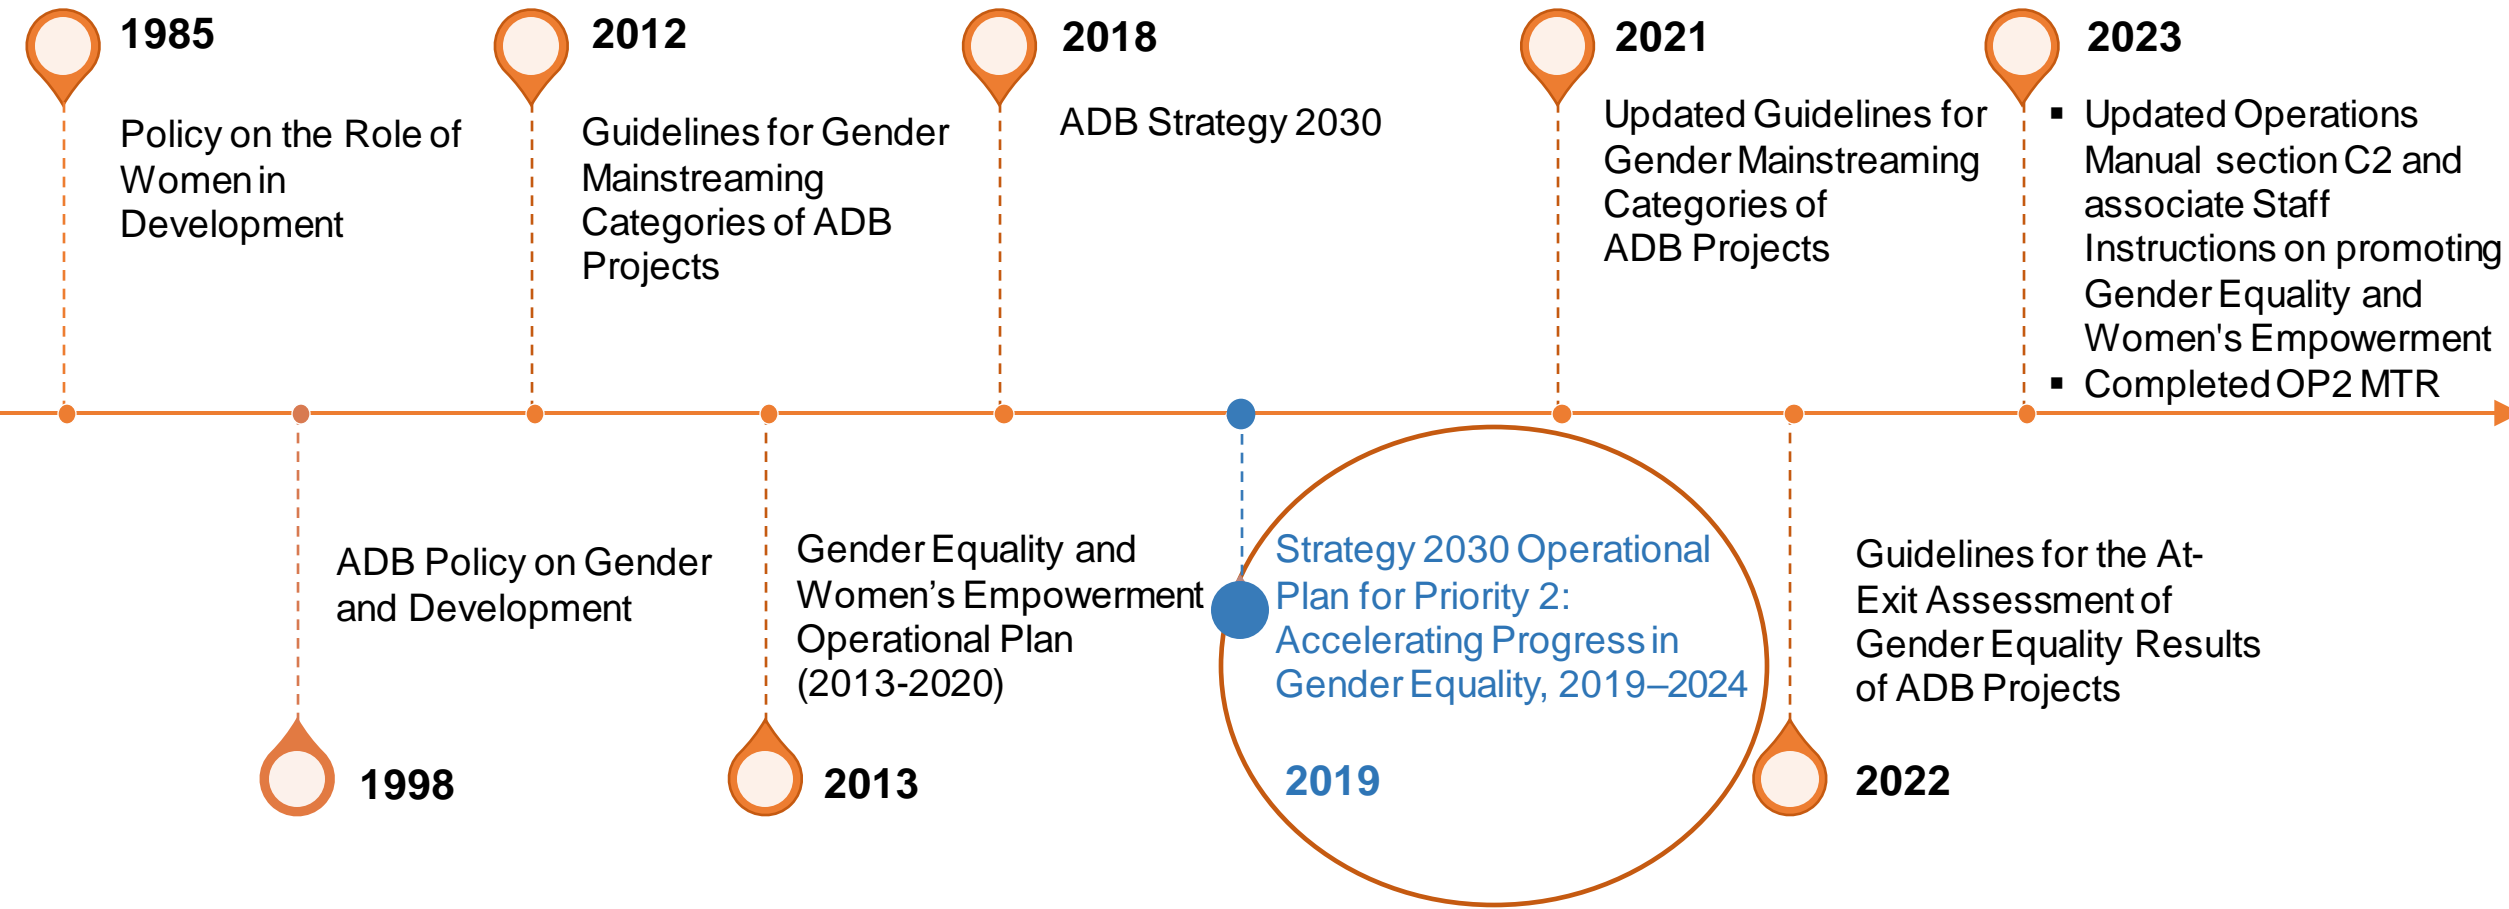 1985
Policy on the Role of
Women in
Development
2012
Guidelines for Gender
Mainstreaming
Categories of ADB
Projects
2018
ADB Strategy 2030
2021
Updated Guidelines for
Gender Mainstreaming
Categories of
ADB Projects
2023
▪ Updated Operations
Manual section C2 and
associate Staff
Instructions on promoting
Gender Equality and
Women's Empowerment
▪ Completed OP2 MTR
ADB Policy on Gender
and Development
1998
Gender Equality and
Women’s Empowerment
Operational Plan
(2013-2020)
2013
Strategy 2030 Operational
Plan for Priority 2:
Accelerating Progress in
Gender Equality, 2019–2024
2019
Guidelines for the At-
Exit Assessment of
Gender Equality Results
of ADB Projects
2022